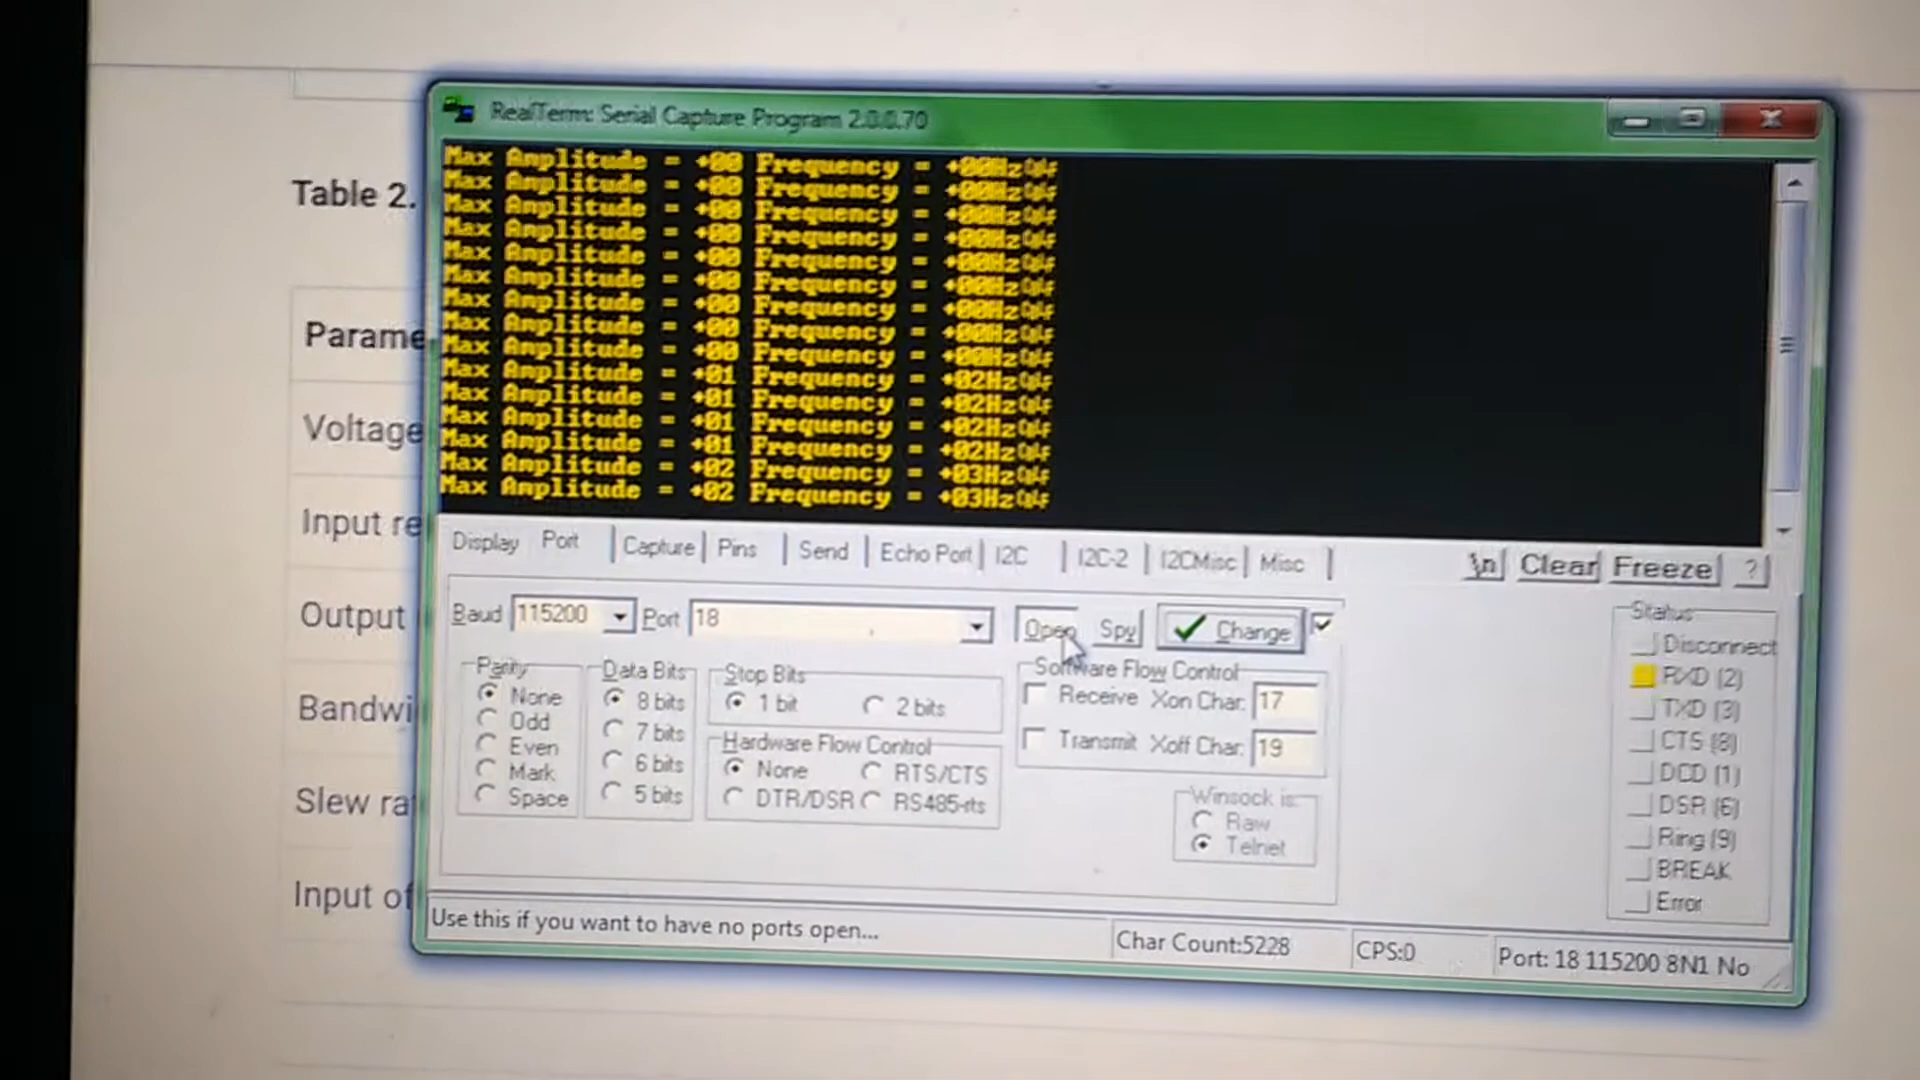 RealTerm: Serial Capture Program 2.0.0.70
Table 2.
Max Amplitude = +00 Frequency = +00Hz
Max Amplitude = +00 Frequency = +00Hz
Max Amplitude = +00 Frequency = +00Hz
Max Amplitude = +00 Frequency = +00Hz
Max Amplitude = +00 Frequency = +00Hz
Max Amplitude = +00 Frequency = +00Hz
Max Amplitude = +00 Frequency = +00Hz
Max Amplitude = +00 Frequency = +00Hz
Max Amplitude = +00 Frequency = +00Hz
Max Amplitude = +01 Frequency = +02Hz
Max Amplitude = +01 Frequency = +02Hz
Max Amplitude = +01 Frequency = +02Hz
Max Amplitude = +01 Frequency = +02Hz
Max Amplitude = +02 Frequency = +03Hz
Max Amplitude = +02 Frequency = +03Hz
Parame
Voltage
Input re
Output
Bandwi
Slew ra
Input of
Display Port Capture Pins Send Echo Port I2C I2C-2 I2CMisc Misc \n Clear Freeze ?
Baud 115200 Port 18 Open Spy Change
Parity
None
Odd
Even
Mark
Space
Data Bits
8 bits
7 bits
6 bits
5 bits
Stop Bits
1 bit 2 bits
Hardware Flow Control
None RTS/CTS
DTR/DSR RS485-rts
Software Flow Control
Receive Xon Char: 17
Transmit Xoff Char: 19
Winsock is:
Raw
Telnet
Status
Disconnect
RXD (2)
TXD (3)
CTS (8)
DCD (1)
DSR (6)
Ring (9)
BREAK
Error
Use this if you want to have no ports open...
Char Count:5228 CPS:0 Port: 18 115200 8N1 No